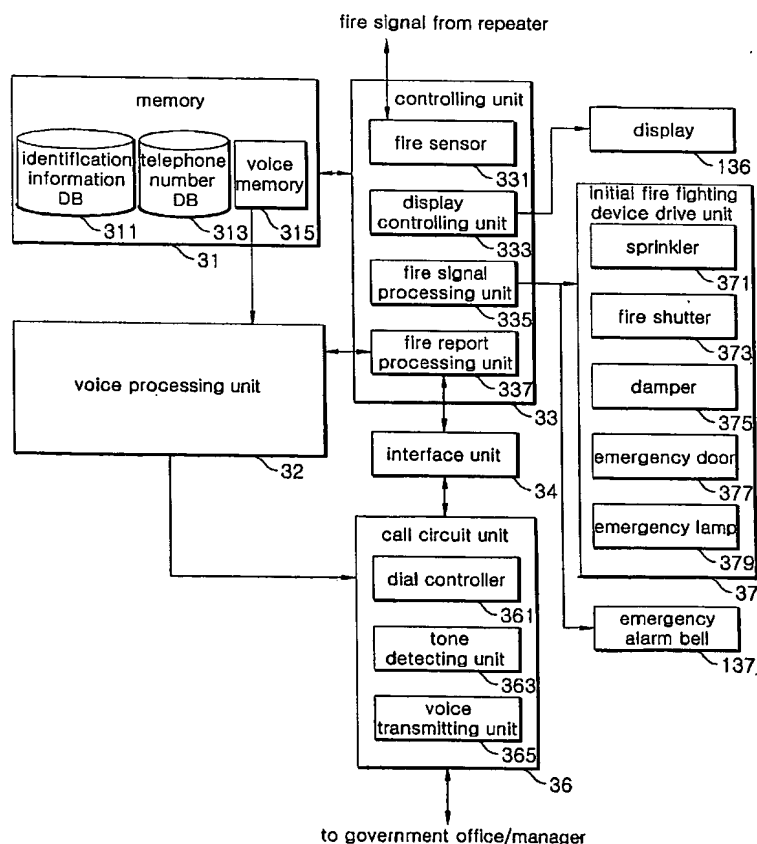 fire signal from repeater
memory
identification
information
DB
311
telephone
number
DB
313
voice
memory
315
31
controlling unit
fire sensor
331
display
controlling unit
333
fire signal
processing unit
335
fire report
processing unit
337
33
display
136
initial fire fighting
device drive unit
sprinkler
371
fire shutter
373
damper
375
emergency door
377
emergency lamp
379
37
emergency
alarm bell
137
voice processing unit
32
interface unit
34
call circuit unit
dial controller
361
tone
detecting unit
363
voice
transmitting unit
365
36
to government office/manager